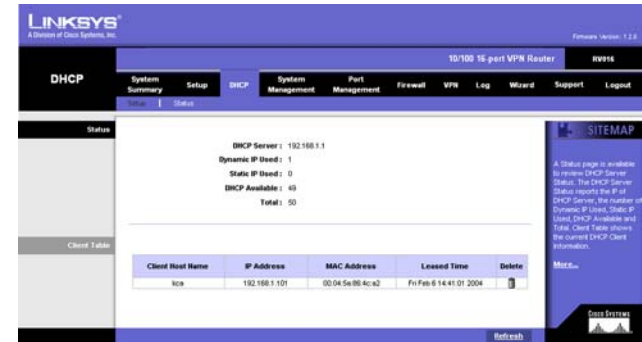 LINKSYS®
A Division of Cisco Systems, Inc.
Firmware Version: 1.2.0
10/100 16-port VPN Router
RV016
DHCP
System Summary
Setup
DHCP
System Management
Port Management
Firewall
VPN
Log
Wizard
Support
Logout
Setup | Status
Status
SITEMAP
DHCP Server : 192.168.1.1
Dynamic IP Used : 1
Static IP Used : 0
DHCP Available : 49
Total : 50
A Status page is available
to review DHCP Server
Status. The DHCP Server
Status reports the IP of
DHCP Server, the number of
Dynamic IP Used, Static IP
Used, DHCP Available and
Total. Client Table shows
the current DHCP Client
information.
More...
Client Table
Client Host Name IP Address MAC Address Leased Time Delete
192.168.1.101 00:04:5e:86:4c:a2 Fri Feb 6 14:41:01 2004
Refresh
CISCO SYSTEMS